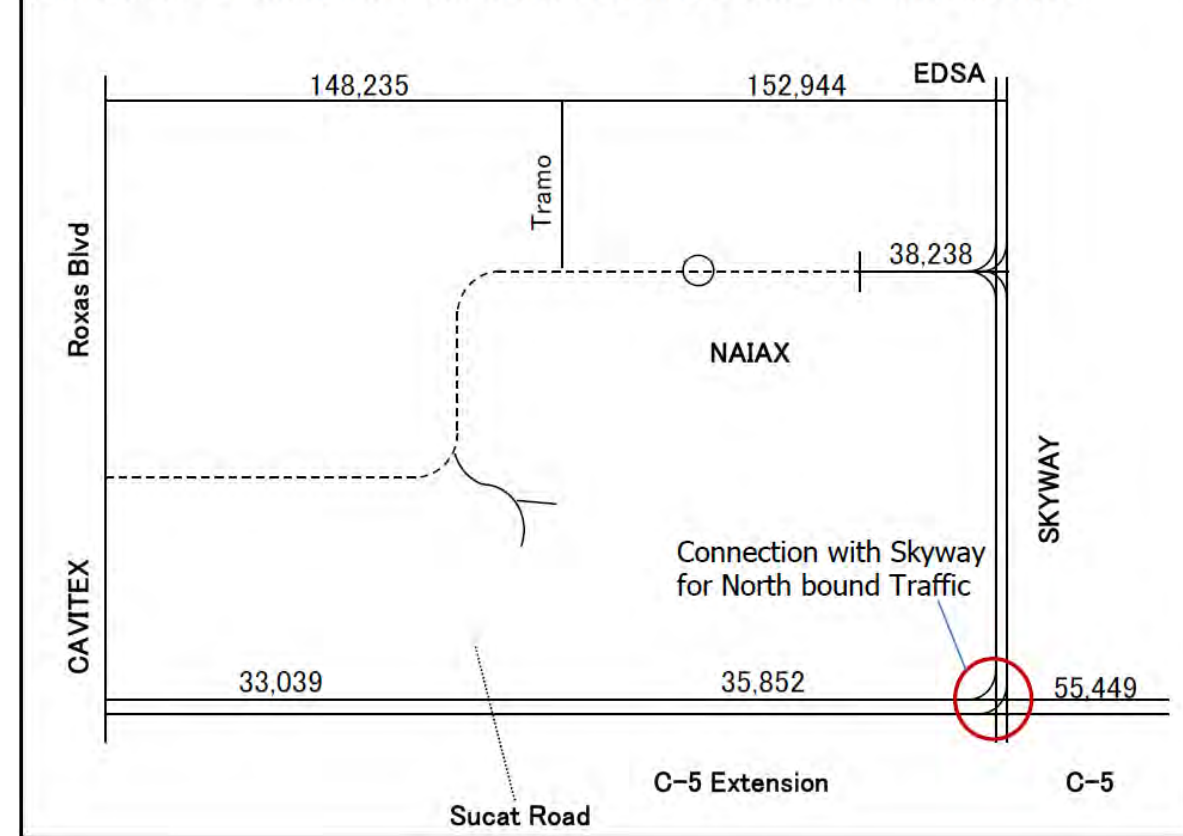 148,235
152,944
EDSA
Tramo
38,238
Roxas Blvd
NAIAX
SKYWAY
Connection with Skyway
for North bound Traffic
CAVITEX
33,039
35,852
55,449
C-5 Extension
C-5
Sucat Road